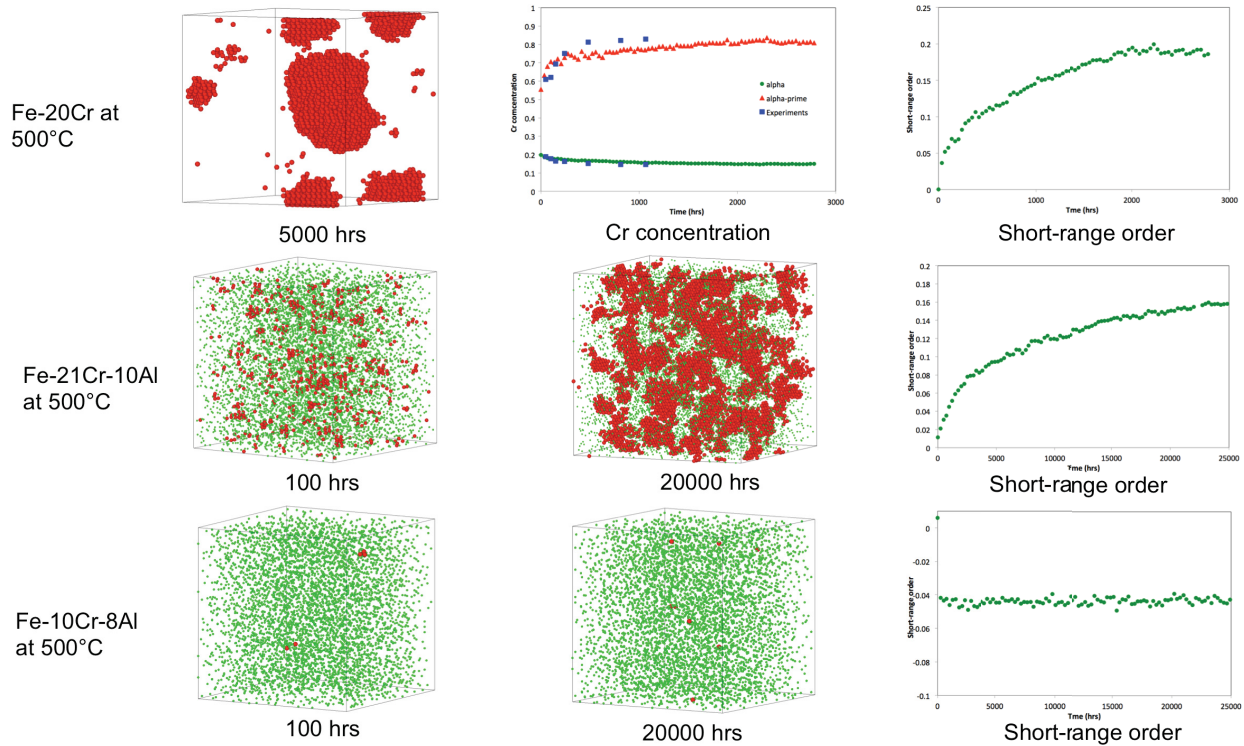 Fe-20Cr at
500°C
5000 hrs
Cr comcentration
1
0.9
0.8
0.7
0.6
0.5
0.4
0.3
0.2
0.1
0
0
1000
2000
3000
Time (hrs)
alpha
alpha-prime
Experiments
Cr concentration
Short-range order
0.25
0.2
0.15
0.1
0.05
0
0
1000
2000
3000
Tme (hrs)
Short-range order
Fe-21Cr-10Al
at 500°C
100 hrs
20000 hrs
Short-range order
0.2
0.18
0.16
0.14
0.12
0.1
0.08
0.06
0.04
0.02
0
0
5000
10000
15000
20000
25000
Tme (hrs)
Short-range order
Fe-10Cr-8Al
at 500°C
100 hrs
20000 hrs
Short-range order
0
-0.02
-0.04
-0.06
-0.08
-0.1
0
5000
10000
15000
20000
25000
Tme (hrs)
Short-range order